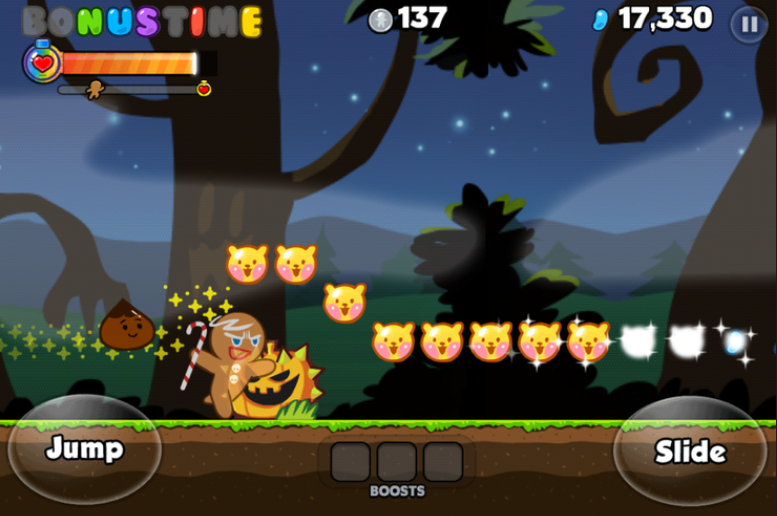 BONUSTIME
137
17,330
Jump
Slide
BOOSTS